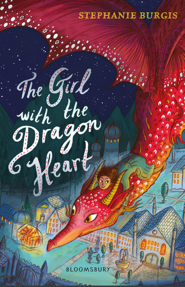 STEPHANIE BURGIS
The Girl
with the
Dragon
Heart
BLOOMSBURY